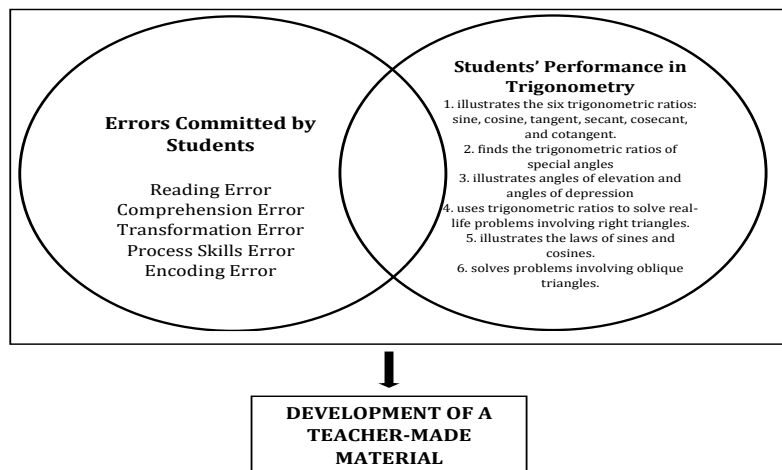 Errors Committed by
Students
Reading Error
Comprehension Error
Transformation Error
Process Skills Error
Encoding Error
Students’ Performance in
Trigonometry
1. illustrates the six trigonometric ratios:
sine, cosine, tangent, secant, cosecant,
and cotangent.
2. finds the trigonometric ratios of
special angles
3. illustrates angles of elevation and
angles of depression
4. uses trigonometric ratios to solve real-
life problems involving right triangles.
5. illustrates the laws of sines and
cosines.
6. solves problems involving oblique
triangles.
DEVELOPMENT OF A
TEACHER-MADE
MATERIAL